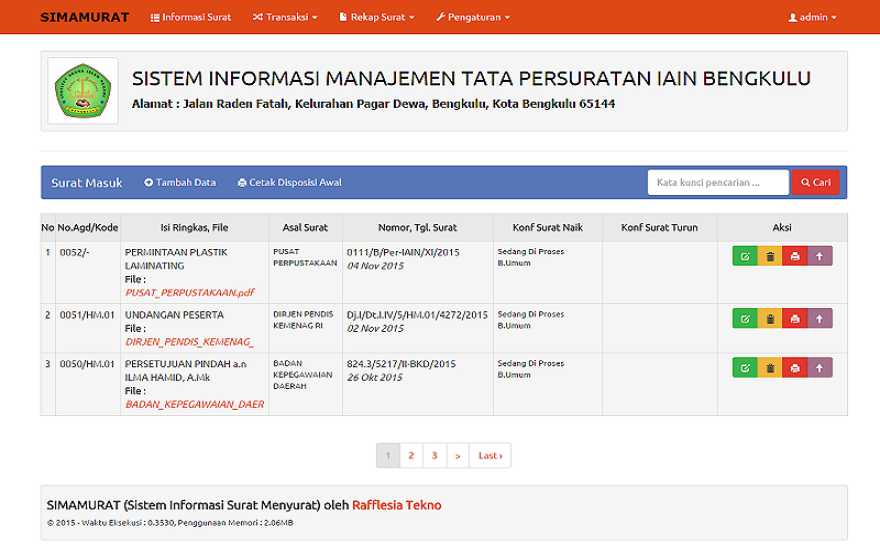 SIMAMURAT Informasi Surat Transaksi Rekap Surat Pengaturan admin
SISTEM INFORMASI MANAJEMEN TATA PERSURATAN IAIN BENGKULU
Alamat : Jalan Raden Fatah, Kelurahan Pagar Dewa, Bengkulu, Kota Bengkulu 65144
Surat Masuk Tambah Data Cetak Disposisi Awal Kata kunci pencarian ... Cari
No No.Agd/Kode Isi Ringkas, File Asal Surat Nomor, Tgl. Surat Konf Surat Naik Konf Surat Turun Aksi
1 0052/- PERMINTAAN PLASTIK PUSAT 0111/B/Per-IAIN/XI/2015 Sedang Di Proses
LAMINATING PERPUSTAKAAN 04 Nov 2015 B.Umum
File :
PUSAT_PERPUSTAKAAN.pdf
2 0051/HM.01 UNDANGAN PESERTA DIRJEN PENDIS Dj.I/Dt.I.IV/5/HM.01/4272/2015 Sedang Di Proses
File : KEMENAG RI 02 Nov 2015 B.Umum
DIRJEN_PENDIS_KEMENAG_
3 0050/HM.01 PERSETUJUAN PINDAH a.n BADAN 824.3/5217/II-BKD/2015 Sedang Di Proses
ILMA HAMID, A.Mk KEPEGAWAIAN 26 Okt 2015 B.Umum
File : DAERAH
BADAN_KEPEGAWAIAN_DAER
1 2 3 > Last ›
SIMAMURAT (Sistem Informasi Surat Menyurat) oleh Rafflesia Tekno
© 2015 - Waktu Eksekusi : 0.3530, Penggunaan Memori : 2.06MB